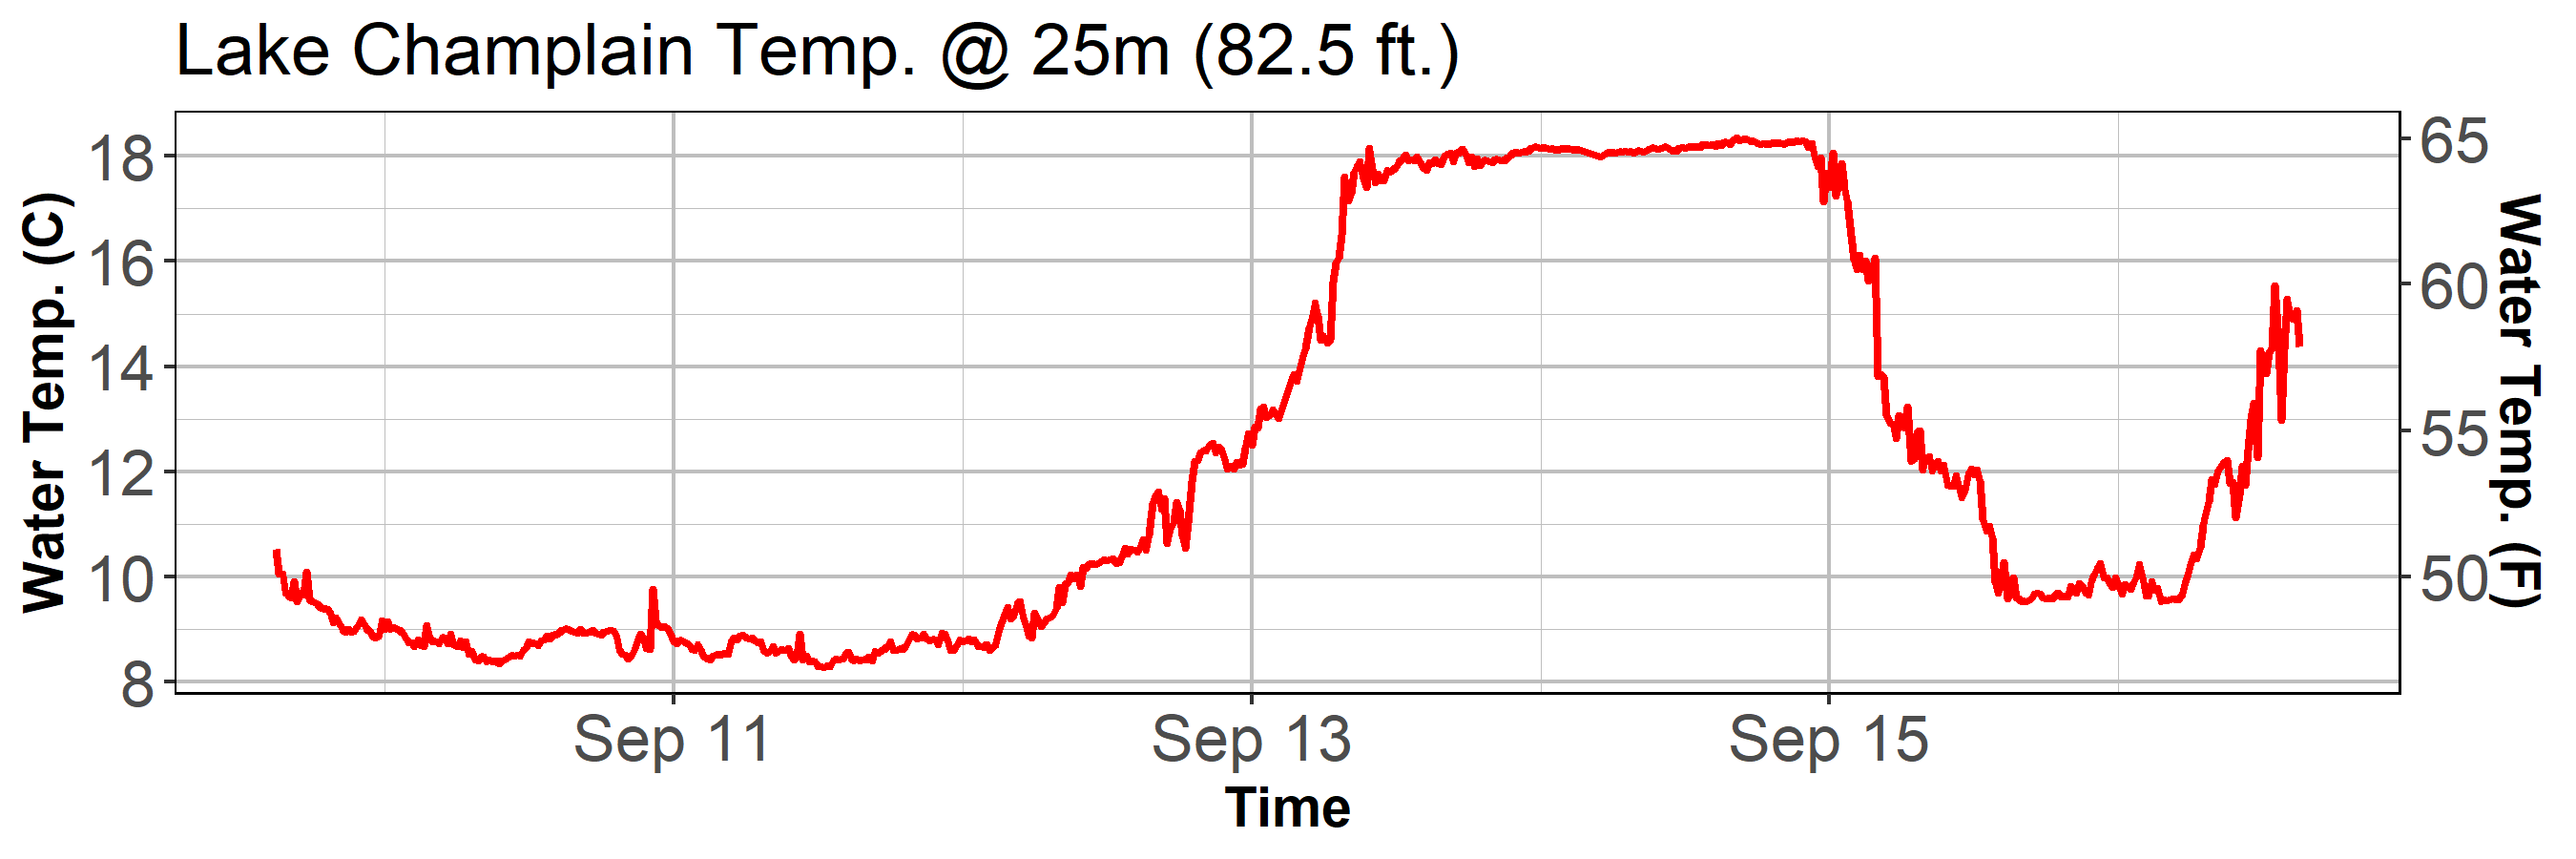 Lake Champlain Temp. @ 25m (82.5 ft.)
Water Temp. (C)
18
16
14
12
10
8
65
60
55
50
Water Temp. (F)
Sep 11
Sep 13
Sep 15
Time